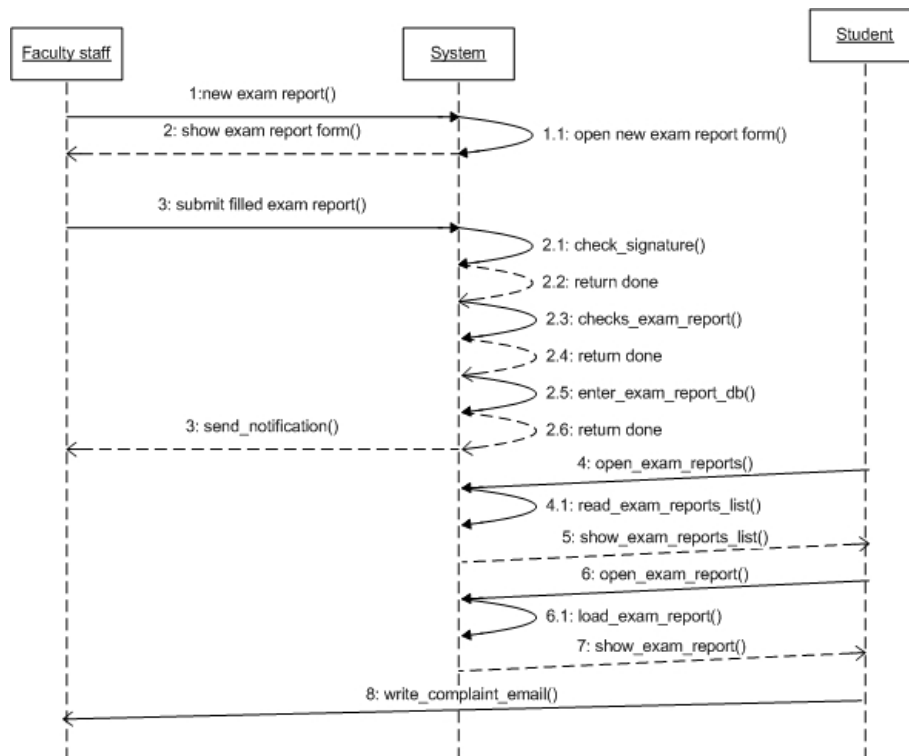 Faculty staff
System
Student
1:new exam report()
2: show exam report form()
1.1: open new exam report form()
3: submit filled exam report()
2.1: check_signature()
2.2: return done
2.3: checks_exam_report()
2.4: return done
2.5: enter_exam_report_db()
3: send_notification()
2.6: return done
4: open_exam_reports()
4.1: read_exam_reports_list()
5: show_exam_reports_list()
6: open_exam_report()
6.1: load_exam_report()
7: show_exam_report()
8: write_complaint_email()